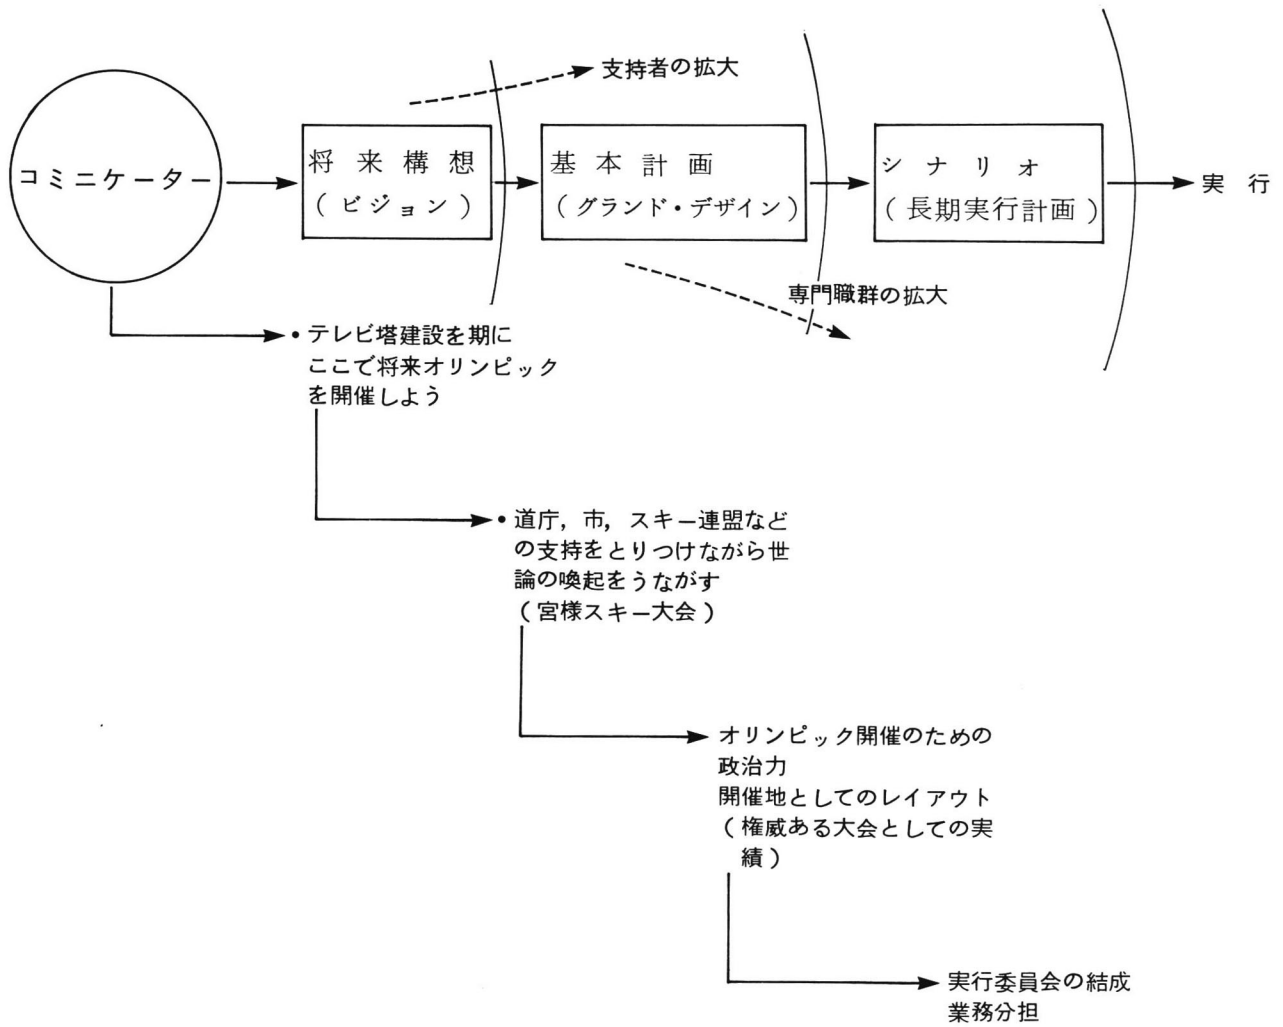 支持者の拡大
コミニケーター
将来構想
(ビジョン)
基本計画
(グランド・デザイン)
シナリオ
(長期実行計画)
実行
専門職群の拡大
・テレビ塔建設を期に
ここで将来オリンピック
を開催しよう
・道庁,市,スキー連盟など
の支持をとりつけながら世
論の喚起をうながす
(宮様スキー大会)
オリンピック開催のための
政治力
開催地としてのレイアウト
(権威ある大会としての実
績)
実行委員会の結成
業務分担